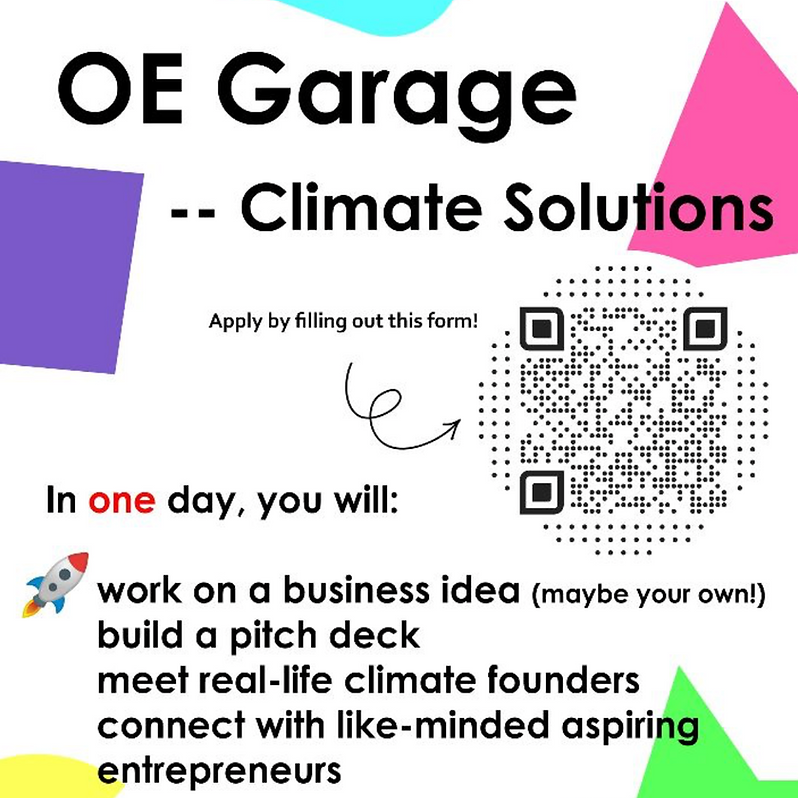 OE Garage
-- Climate Solutions
Apply by filling out this form!
In one day, you will:
work on a business idea (maybe your own!)
build a pitch deck
meet real-life climate founders
connect with like-minded aspiring
entrepreneurs